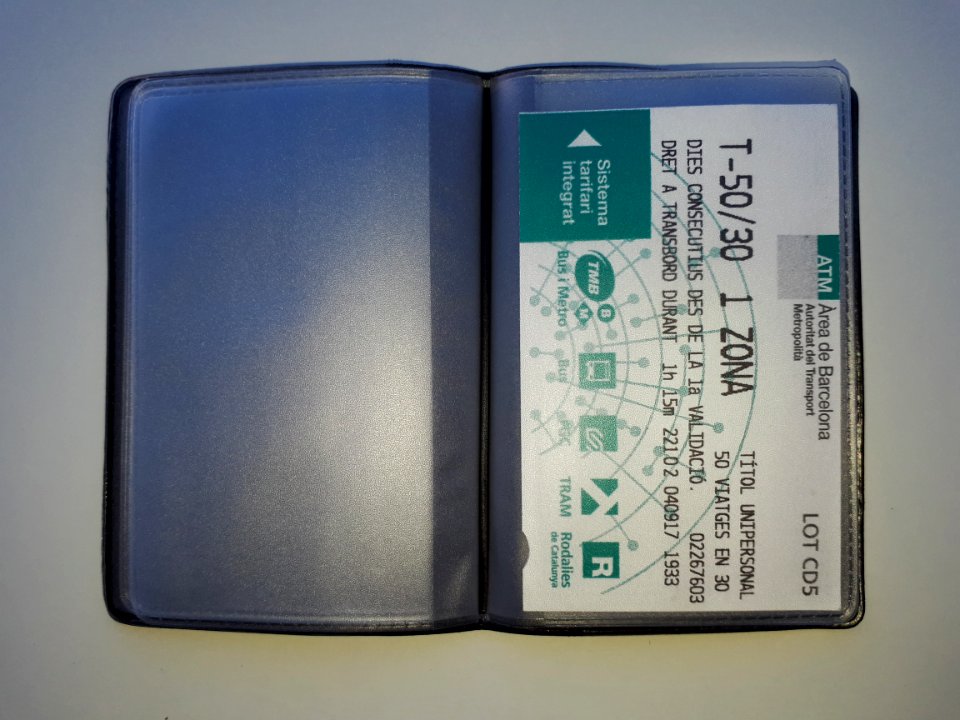 ATM Àrea de Barcelona
Autoritat del Transport
Metropolità
LOT CD5
T-50/30 1 ZONA
TÍTOL UNIPERSONAL
50 VIATGES EN 30
DIES CONSECUTIUS DES DE LA 1a VALIDACIÓ. 02267603
DRET A TRANSBORD DURANT 1h 15m 22102 040917 1933
Sistema
tarifari
integrat
TMB
B
M
Bus i Metro
Bus
FGC
TRAM
R
Rodalies
de Catalunya